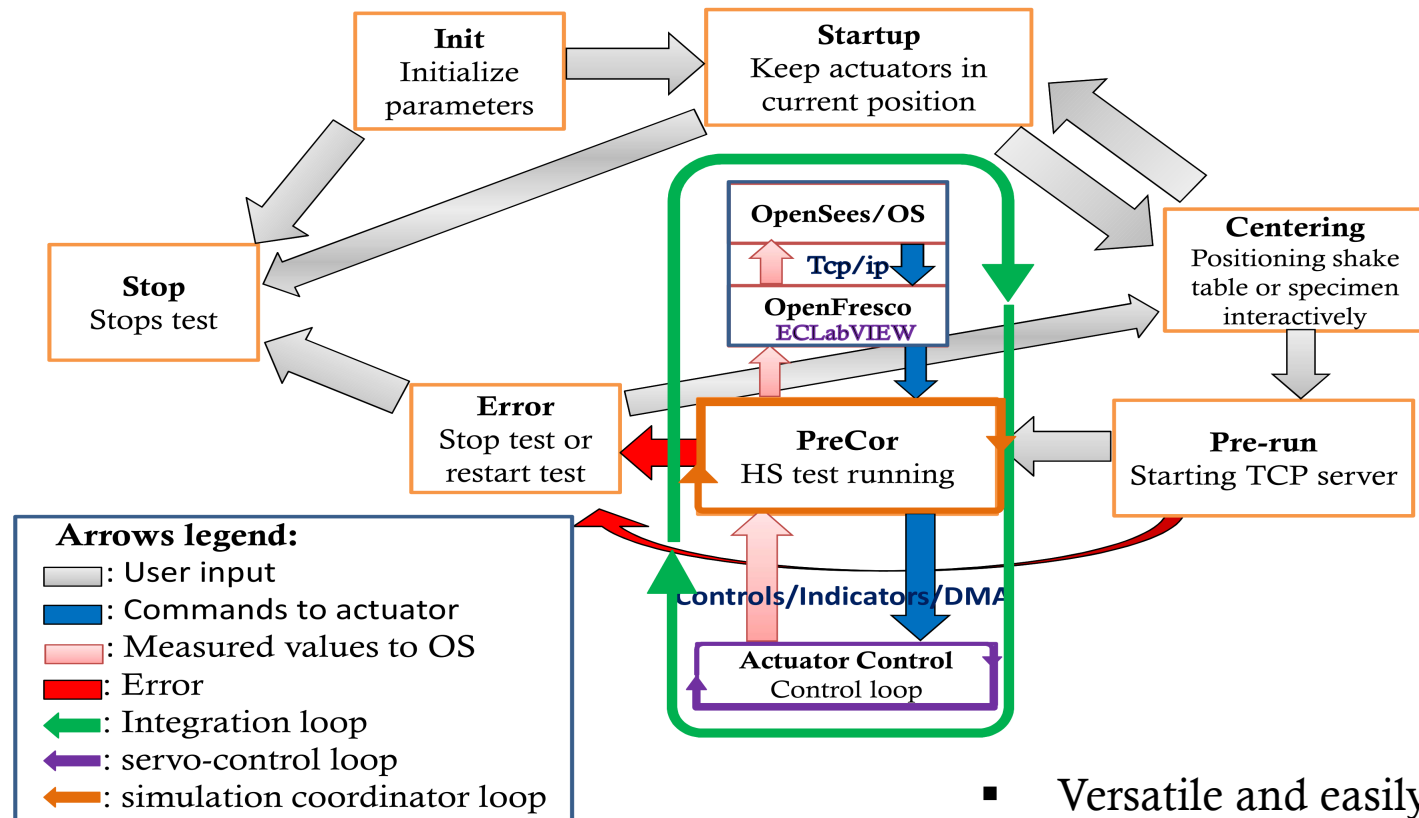 Init
Initialize
parameters
Startup
Keep actuators in
current position
OpenSees/OS
Tcp/ip
OpenFresco
ECLabVIEW
Centering
Positioning shake
table or specimen
interactively
Stop
Stops test
Error
Stop test or
restart test
PreCor
HS test running
Pre-run
Starting TCP server
Controls/Indicators/DMA
Actuator Control
Control loop
Arrows legend:
: User input
: Commands to actuator
: Measured values to OS
: Error
: Integration loop
: servo-control loop
: simulation coordinator loop
▪ Versatile and easily